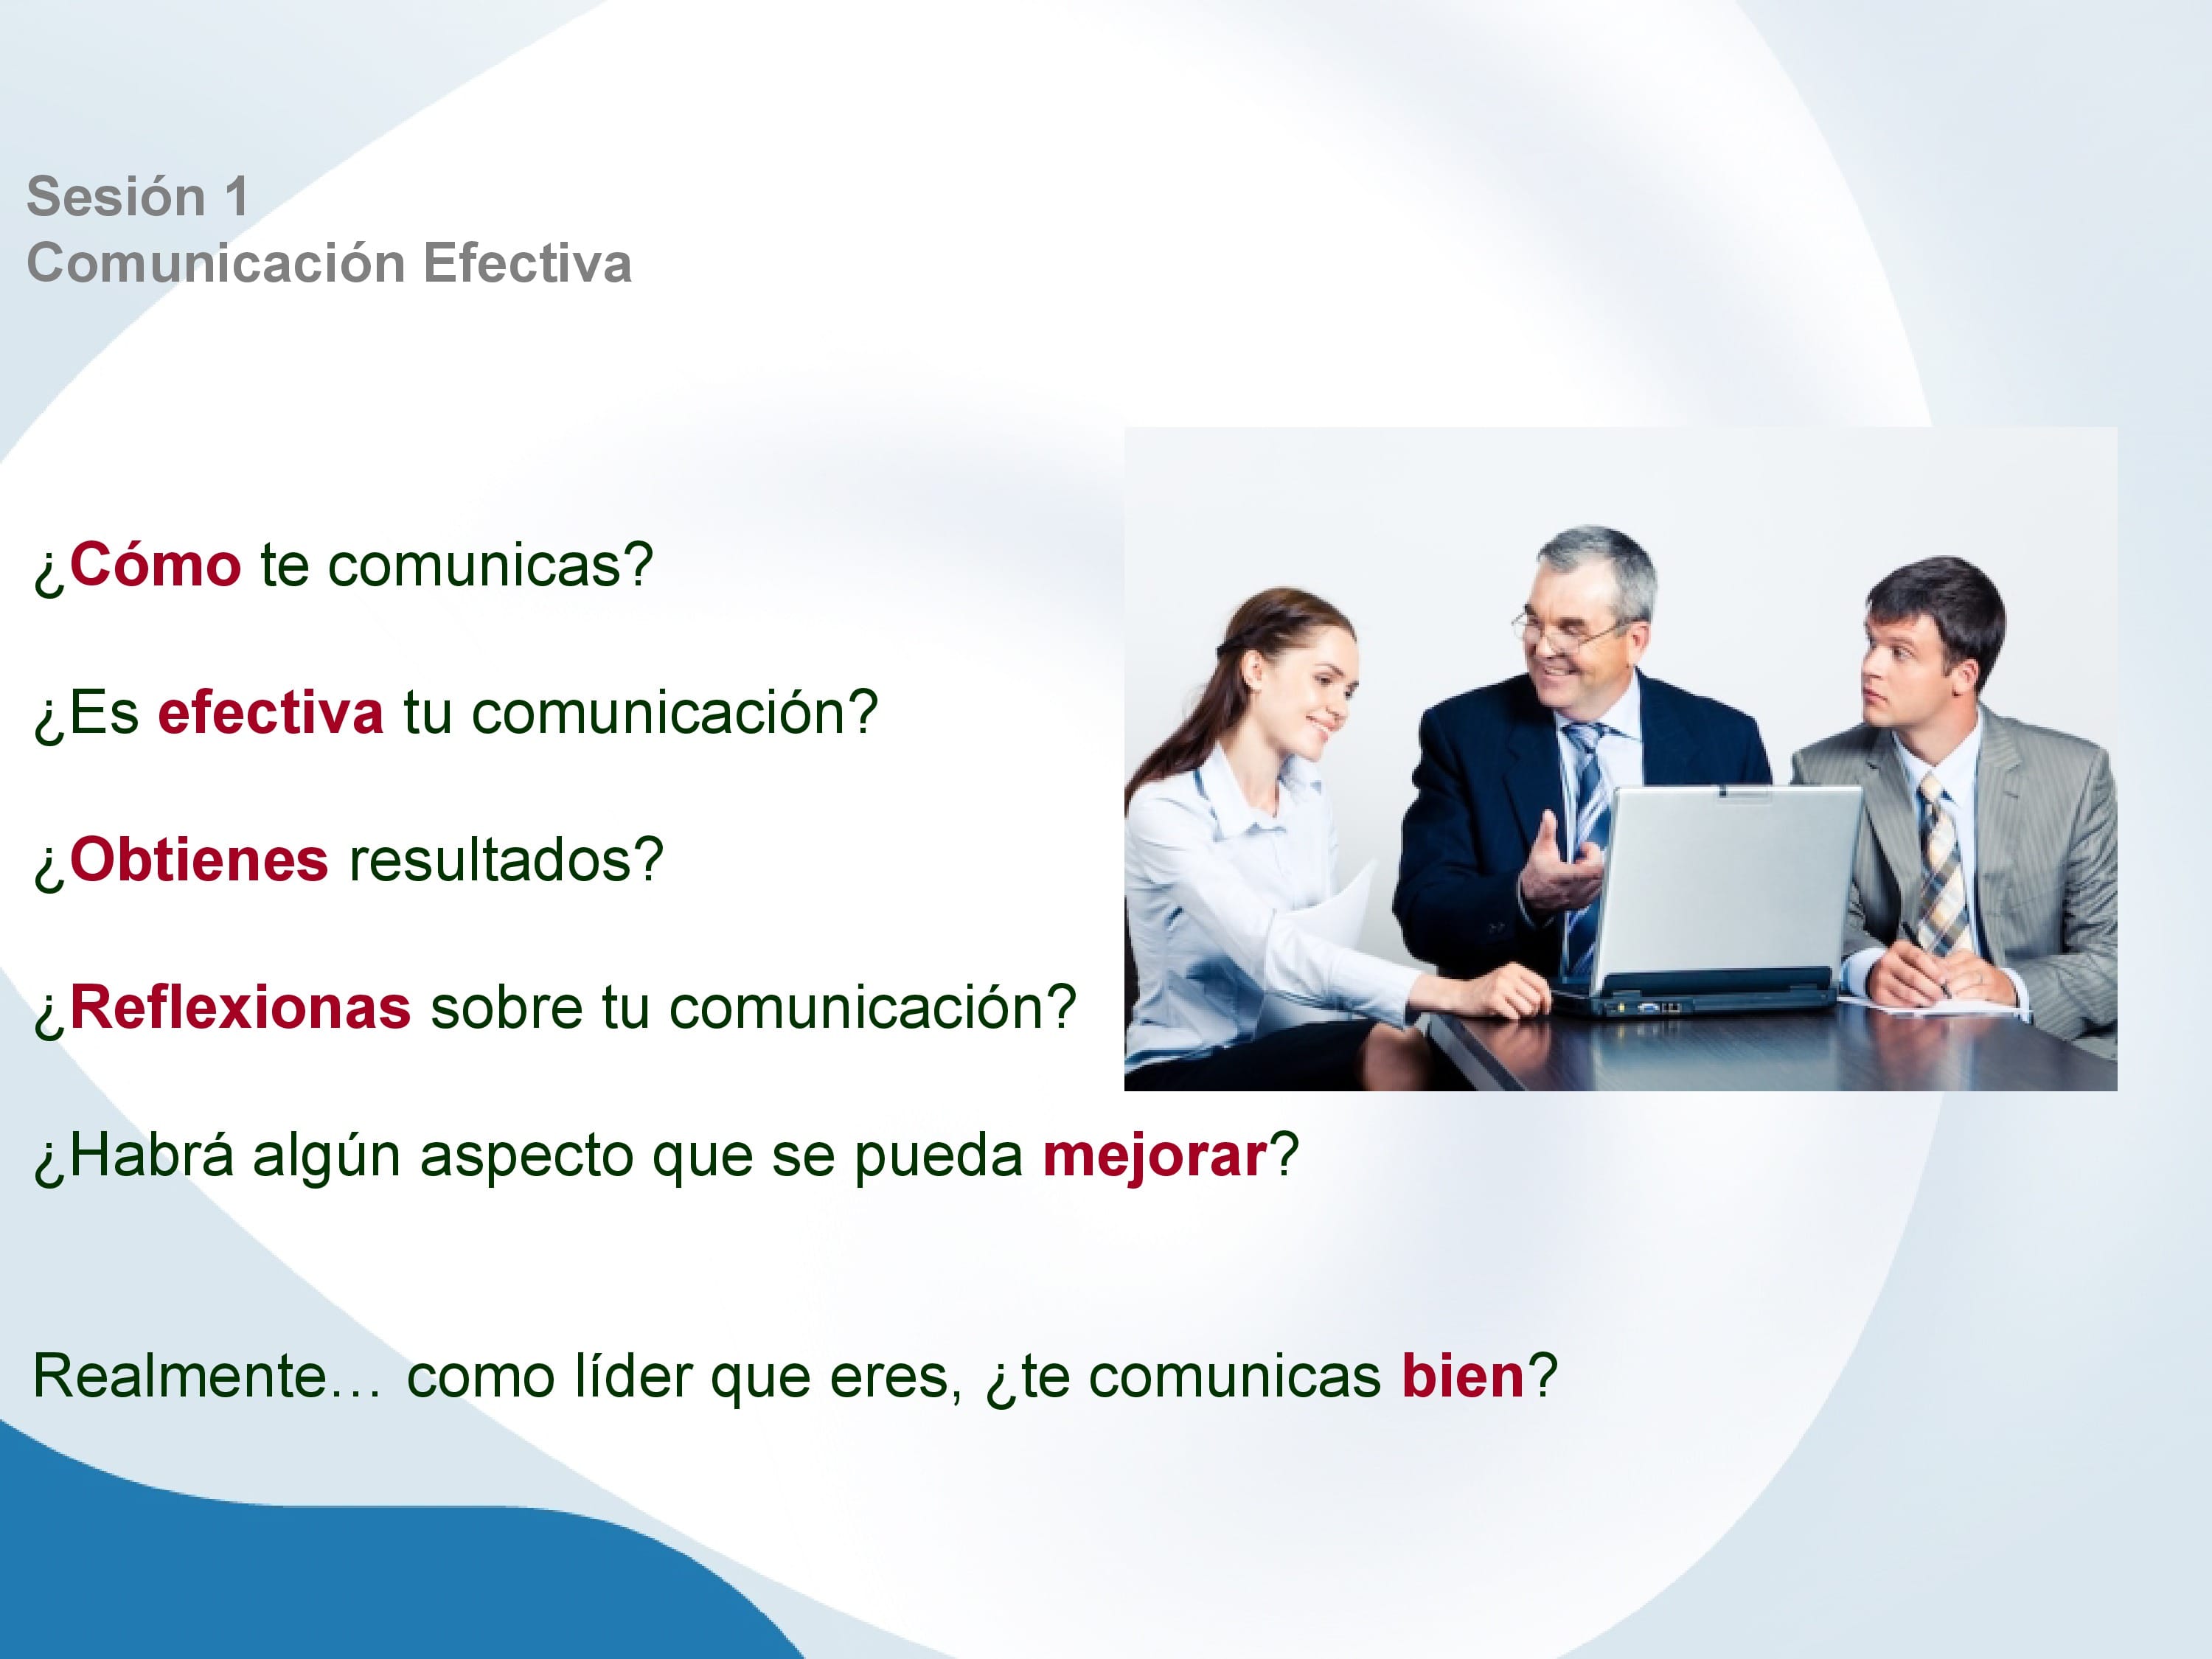 Sesión 1
Comunicación Efectiva
¿Cómo te comunicas?
¿Es efectiva tu comunicación?
¿Obtienes resultados?
¿Reflexionas sobre tu comunicación?
¿Habrá algún aspecto que se pueda mejorar?
Realmente… como líder que eres, ¿te comunicas bien?